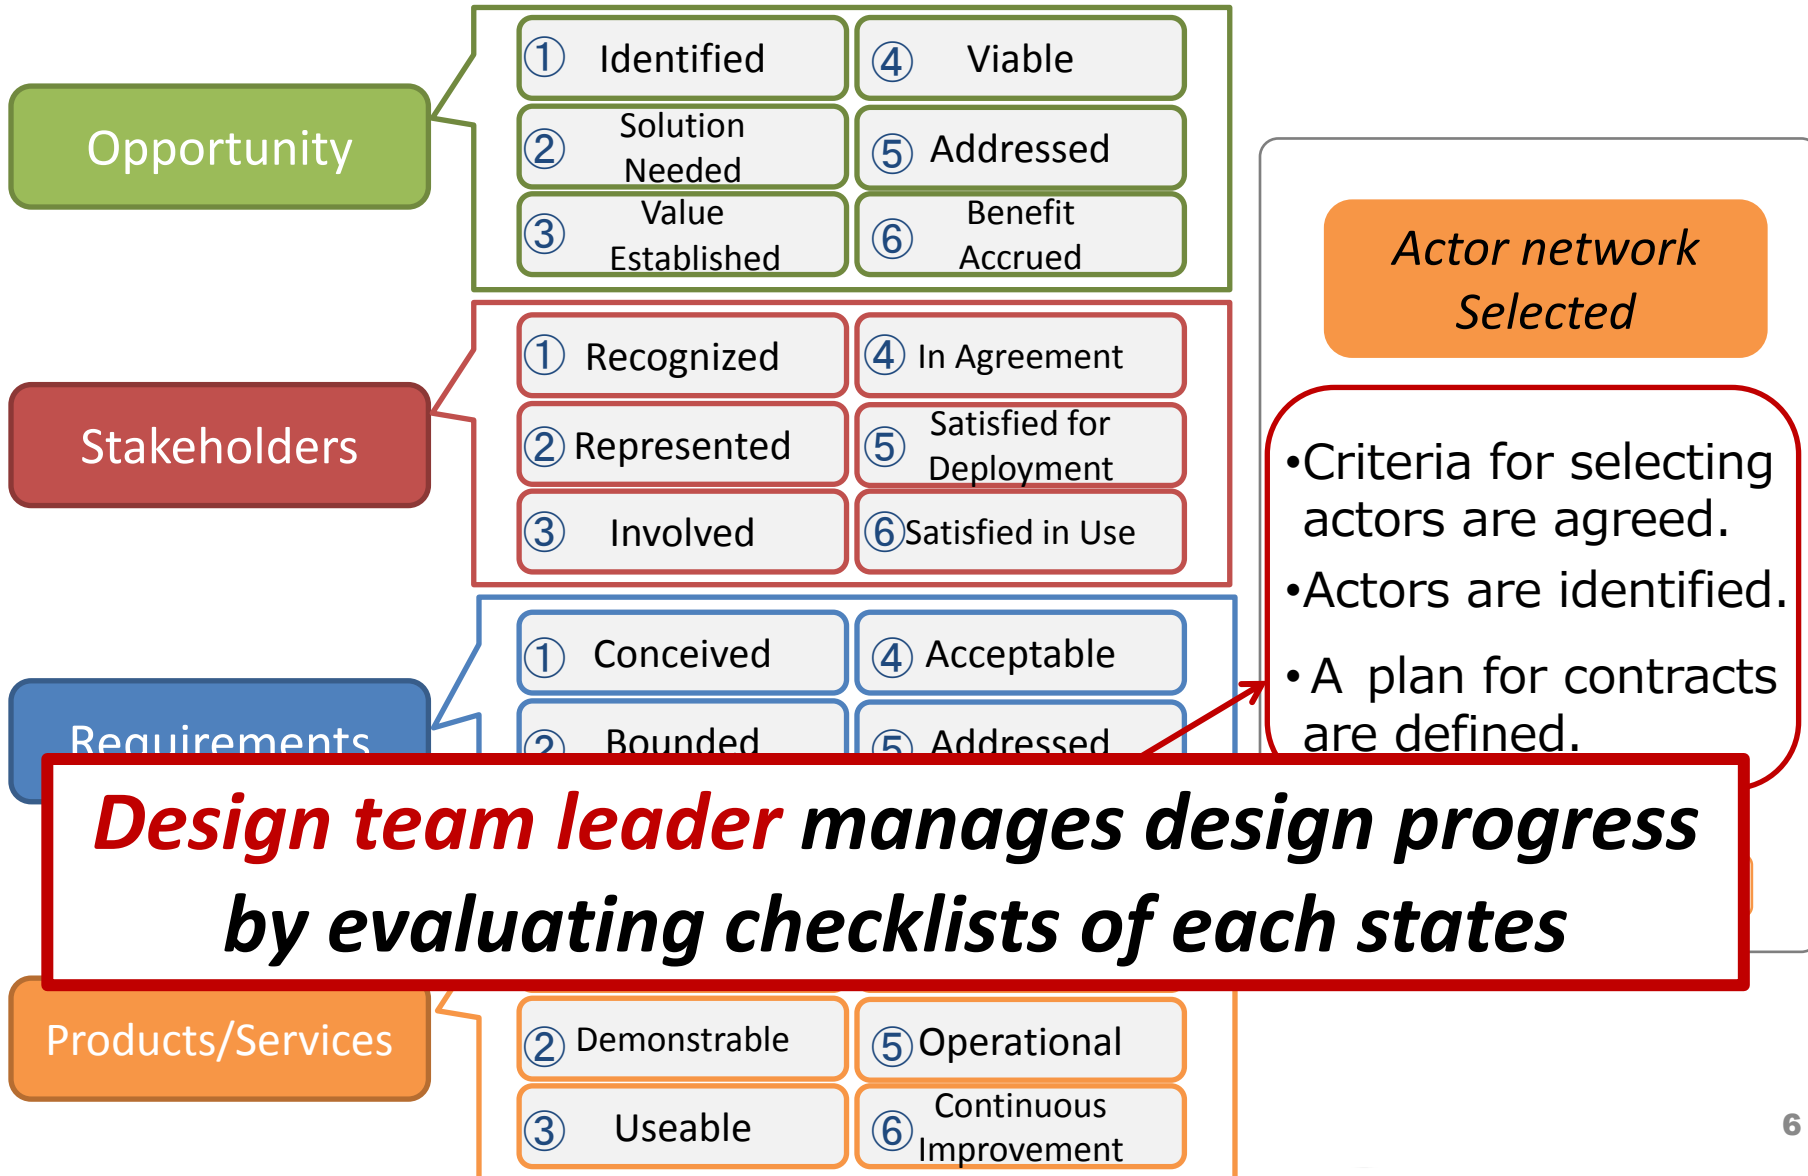 Opportunity
① Identified
② Solution
Needed
③ Value
Established
④ Viable
⑤ Addressed
⑥ Benefit
Accrued
Stakeholders
① Recognized
② Represented
③ Involved
④ In Agreement
⑤ Satisfied for
Deployment
⑥ Satisfied in Use
Requirements
① Conceived
② Bounded
④ Acceptable
⑤ Addressed
Actor network
Selected
•Criteria for selecting
actors are agreed.
•Actors are identified.
• A plan for contracts
are defined.
Design team leader manages design progress
by evaluating checklists of each states
Products/Services
② Demonstrable
③ Useable
⑤ Operational
⑥ Continuous
Improvement
6